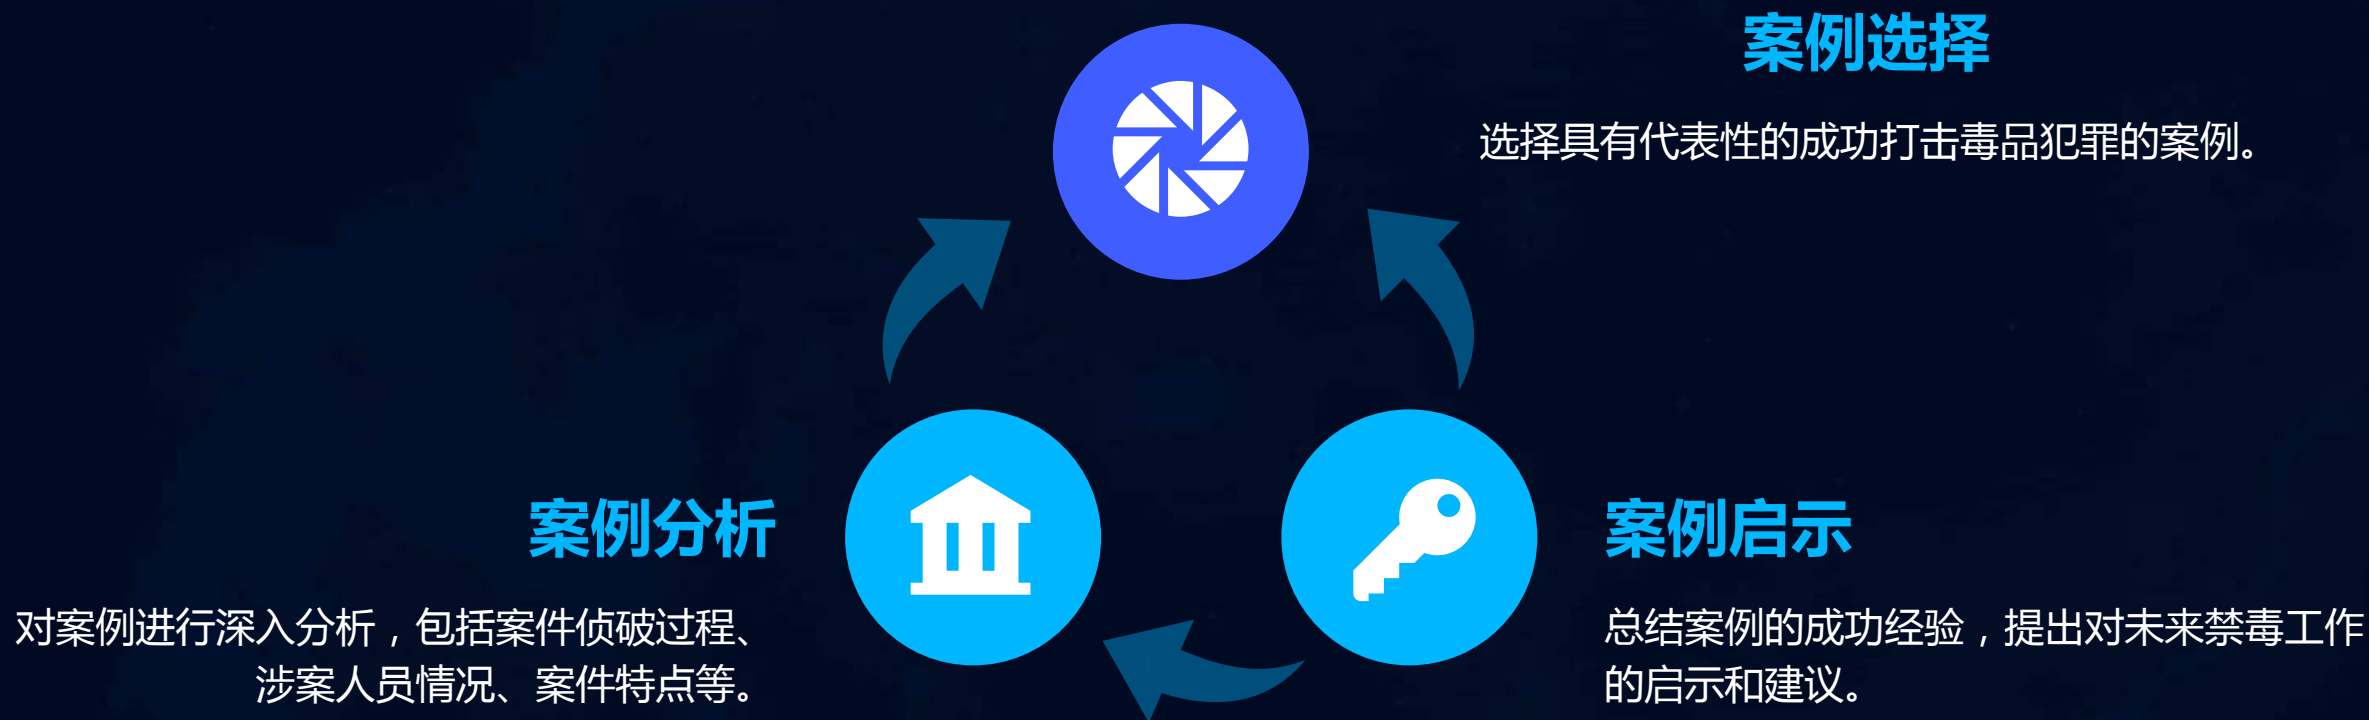 案例选择
选择具有代表性的成功打击毒品犯罪的案例。
案例分析
对案例进行深入分析，包括案件侦破过程、
涉案人员情况、案件特点等。
案例启示
总结案例的成功经验，提出对未来禁毒工作
的启示和建议。